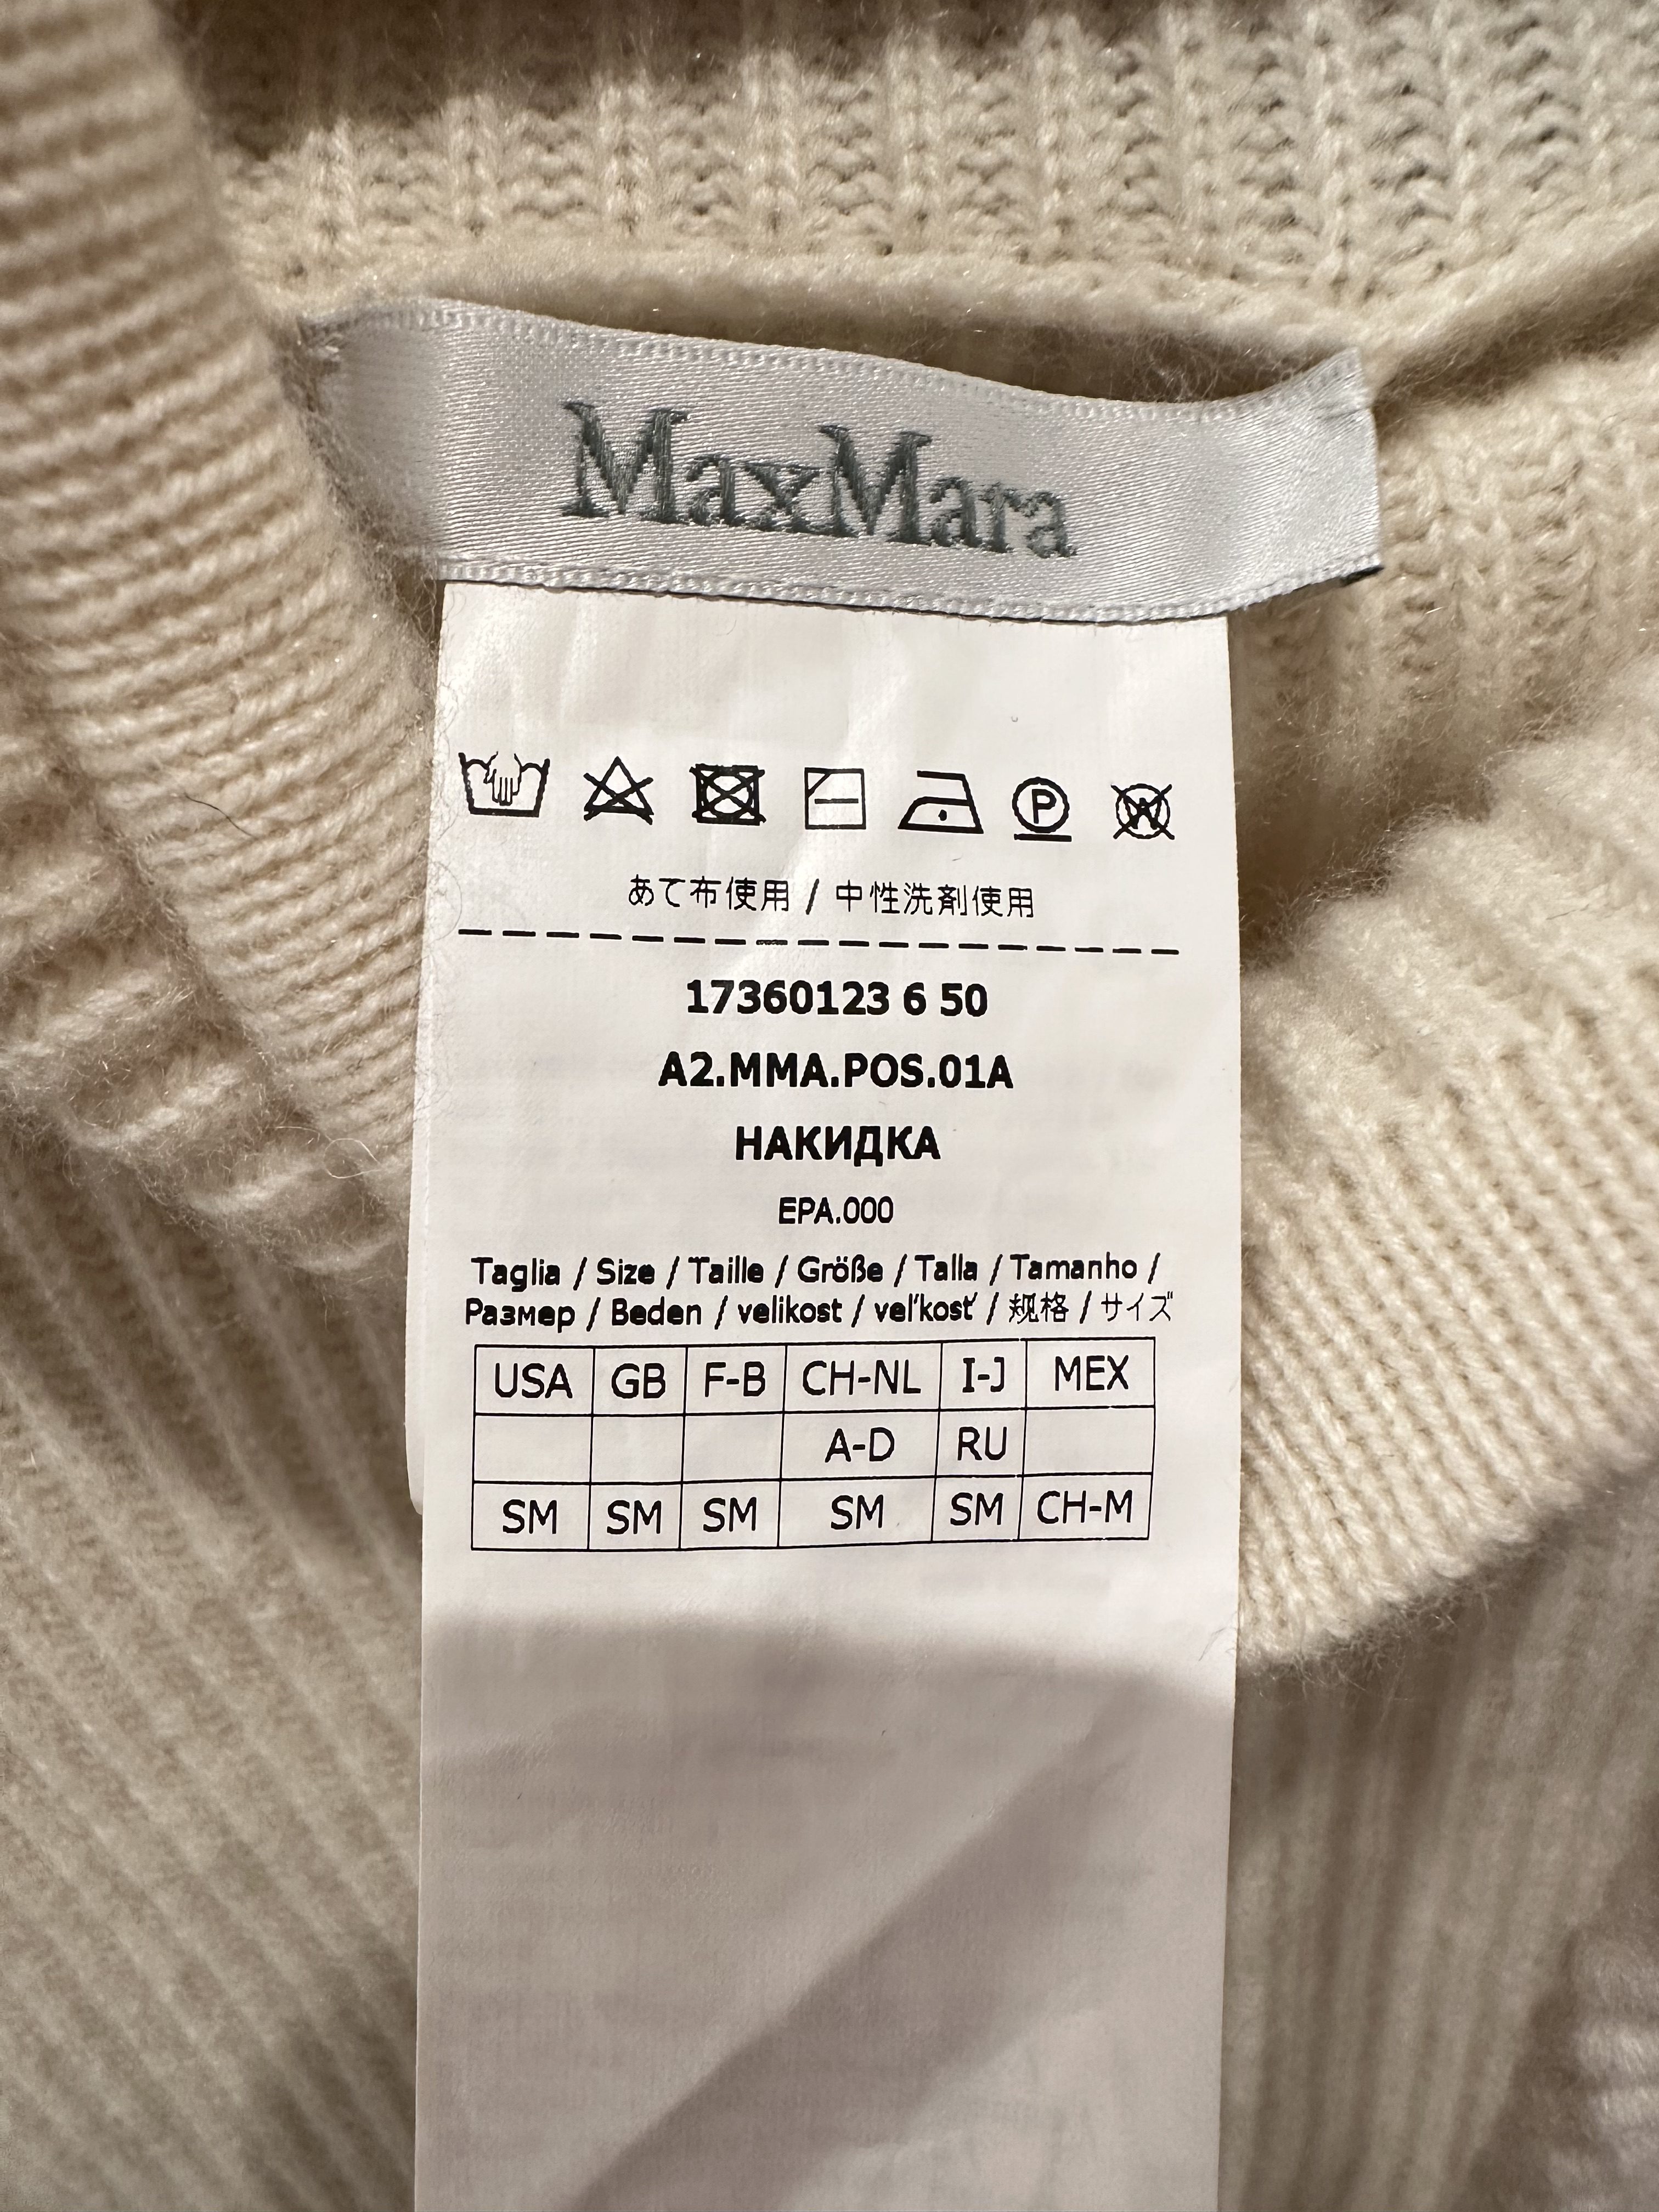 MaxMara
P W
あて布使用 / 中性洗剤使用
17360123 6 50
A2.MMA.POS.01A
НАКИДКА
EPA.000
Taglia / Size / Taille / Größe / Talla / Tamanho /
Размер / Beden / velikost / veľkosť / 规格 / サイズ
USA GB F-B CH-NL I-J MEX
A-D RU
SM SM SM SM SM CH-M